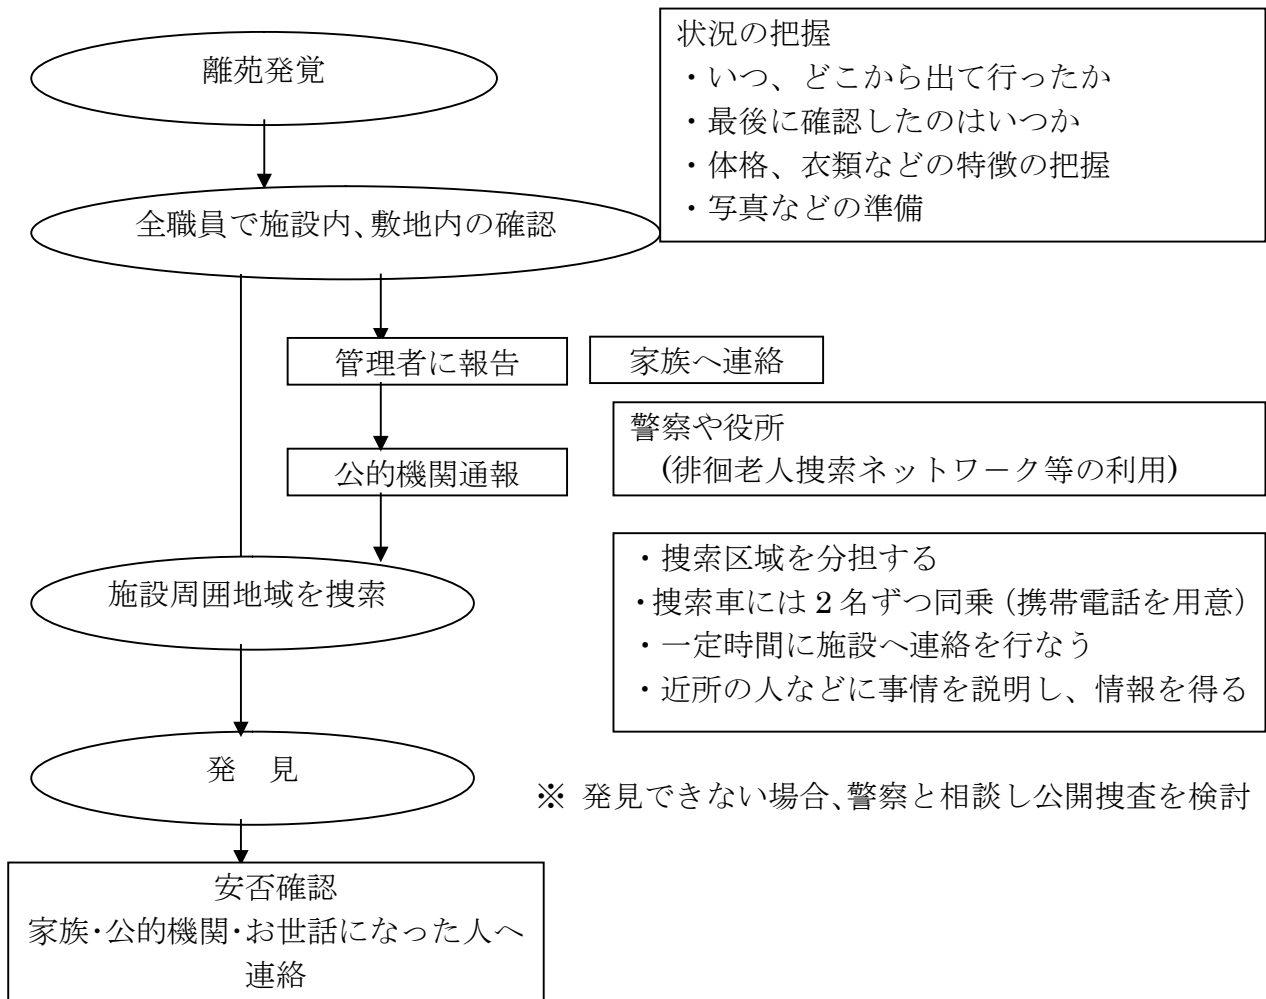 離苑発覚
状況の把握
・いつ、どこから出て行ったか
・最後に確認したのはいつか
・体格、衣類などの特徴の把握
・写真などの準備
全職員で施設内、敷地内の確認
管理者に報告
家族へ連絡
警察や役所
(徘徊老人捜索ネットワーク等の利用)
公的機関通報
・捜索区域を分担する
・捜索車には2名ずつ同乗(携帯電話を用意)
・一定時間に施設へ連絡を行なう
・近所の人などに事情を説明し、情報を得る
施設周囲地域を捜索
発　見
※ 発見できない場合、警察と相談し公開捜査を検討
安否確認
家族・公的機関・お世話になった人へ
連絡